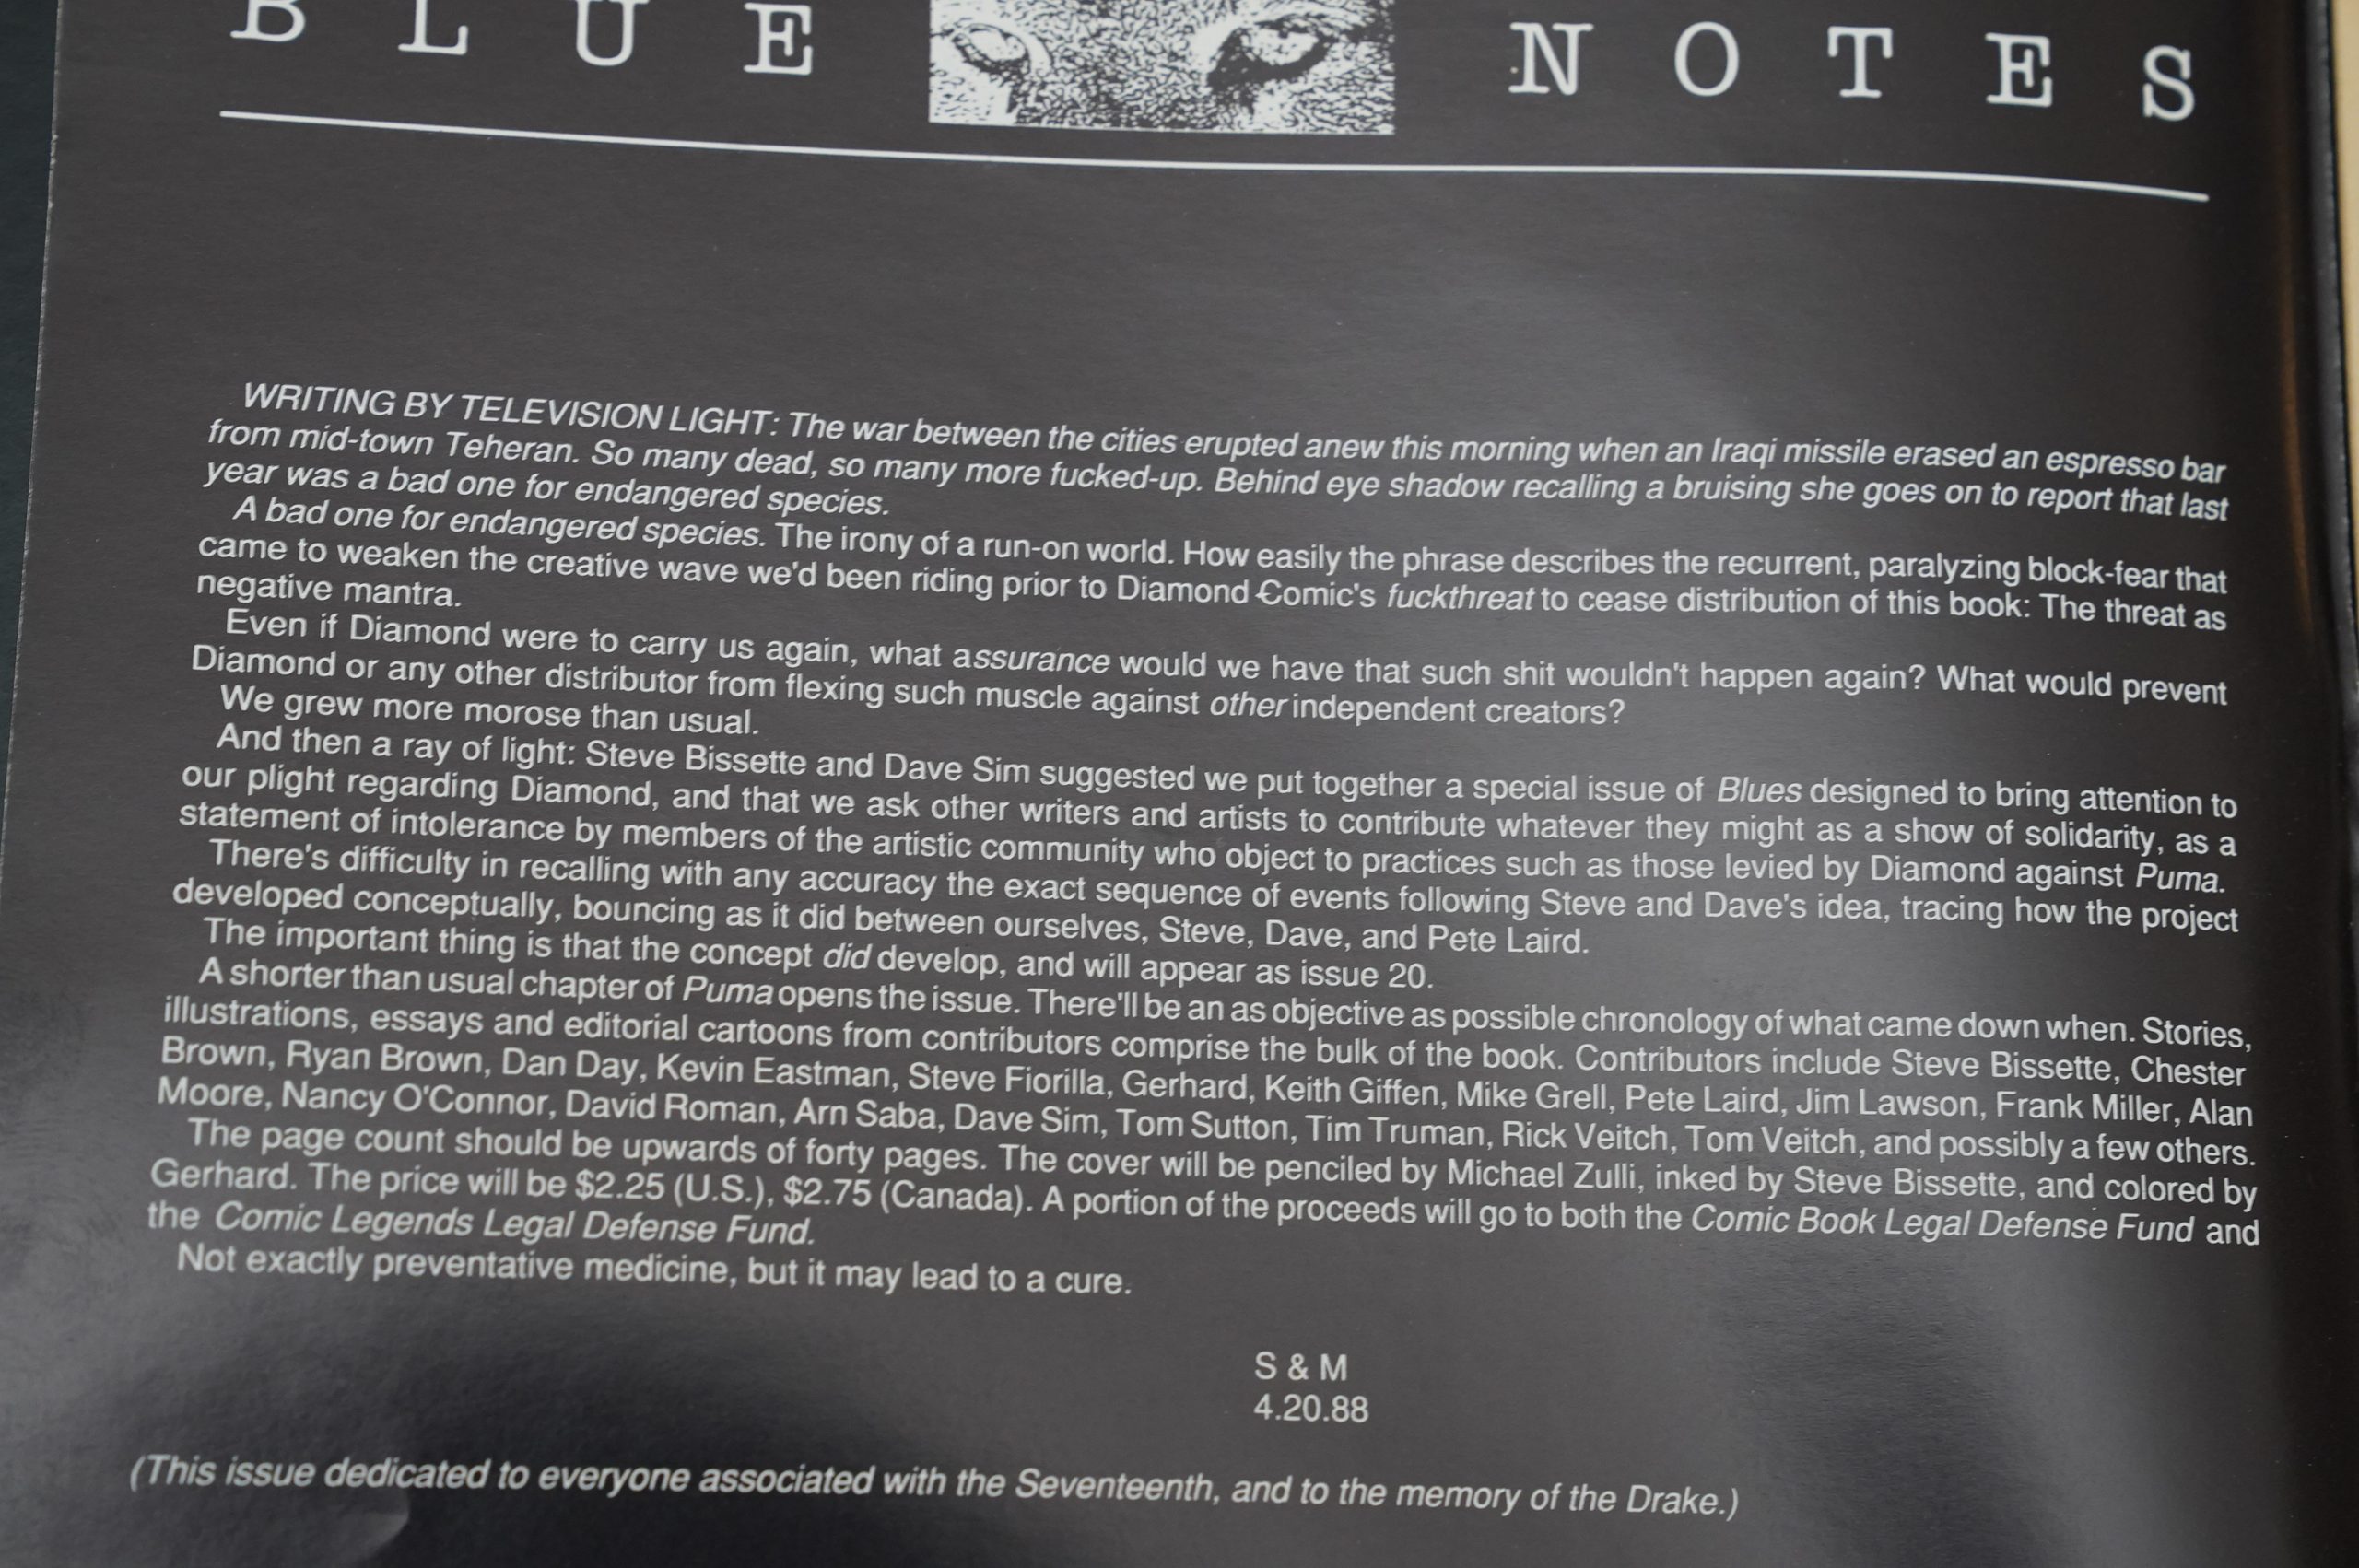 BLUE NOTES
WRITING BY TELEVISION LIGHT: The war between the cities erupted anew this morning when an Iraqi missile erased an espresso bar
from mid-town Teheran. So many dead, so many more fucked-up. Behind eye shadow recalling a bruising she goes on to report that last
year was a bad one for endangered species.
A bad one for endangered species. The irony of a run-on world. How easily the phrase describes the recurrent, paralyzing block-fear that
came to weaken the creative wave we'd been riding prior to Diamond Comic's fuckthreat to cease distribution of this book: The threat as
negative mantra.
Even if Diamond were to carry us again, what assurance would we have that such shit wouldn't happen again? What would prevent
Diamond or any other distributor from flexing such muscle against other independent creators?
We grew more morose than usual.
And then a ray of light: Steve Bissette and Dave Sim suggested we put together a special issue of Blues designed to bring attention to
our plight regarding Diamond, and that we ask other writers and artists to contribute whatever they might as a show of solidarity, as a
statement of intolerance by members of the artistic community who object to practices such as those levied by Diamond against Puma.
There's difficulty in recalling with any accuracy the exact sequence of events following Steve and Dave's idea, tracing how the project
developed conceptually, bouncing as it did between ourselves, Steve, Dave, and Pete Laird.
The important thing is that the concept did develop, and will appear as issue 20.
A shorter than usual chapter of Puma opens the issue. There'll be an as objective as possible chronology of what came down when. Stories,
illustrations, essays and editorial cartoons from contributors comprise the bulk of the book. Contributors include Steve Bissette, Chester
Brown, Ryan Brown, Dan Day, Kevin Eastman, Steve Fiorilla, Gerhard, Keith Giffen, Mike Grell, Pete Laird, Jim Lawson, Frank Miller, Alan
Moore, Nancy O'Connor, David Roman, Arn Saba, Dave Sim, Tom Sutton, Tim Truman, Rick Veitch, Tom Veitch, and possibly a few others.
The page count should be upwards of forty pages. The cover will be penciled by Michael Zulli, inked by Steve Bissette, and colored by
Gerhard. The price will be $2.25 (U.S.), $2.75 (Canada). A portion of the proceeds will go to both the Comic Book Legal Defense Fund and
the Comic Legends Legal Defense Fund.
Not exactly preventative medicine, but it may lead to a cure.
S & M
4.20.88
(This issue dedicated to everyone associated with the Seventeenth, and to the memory of the Drake.)